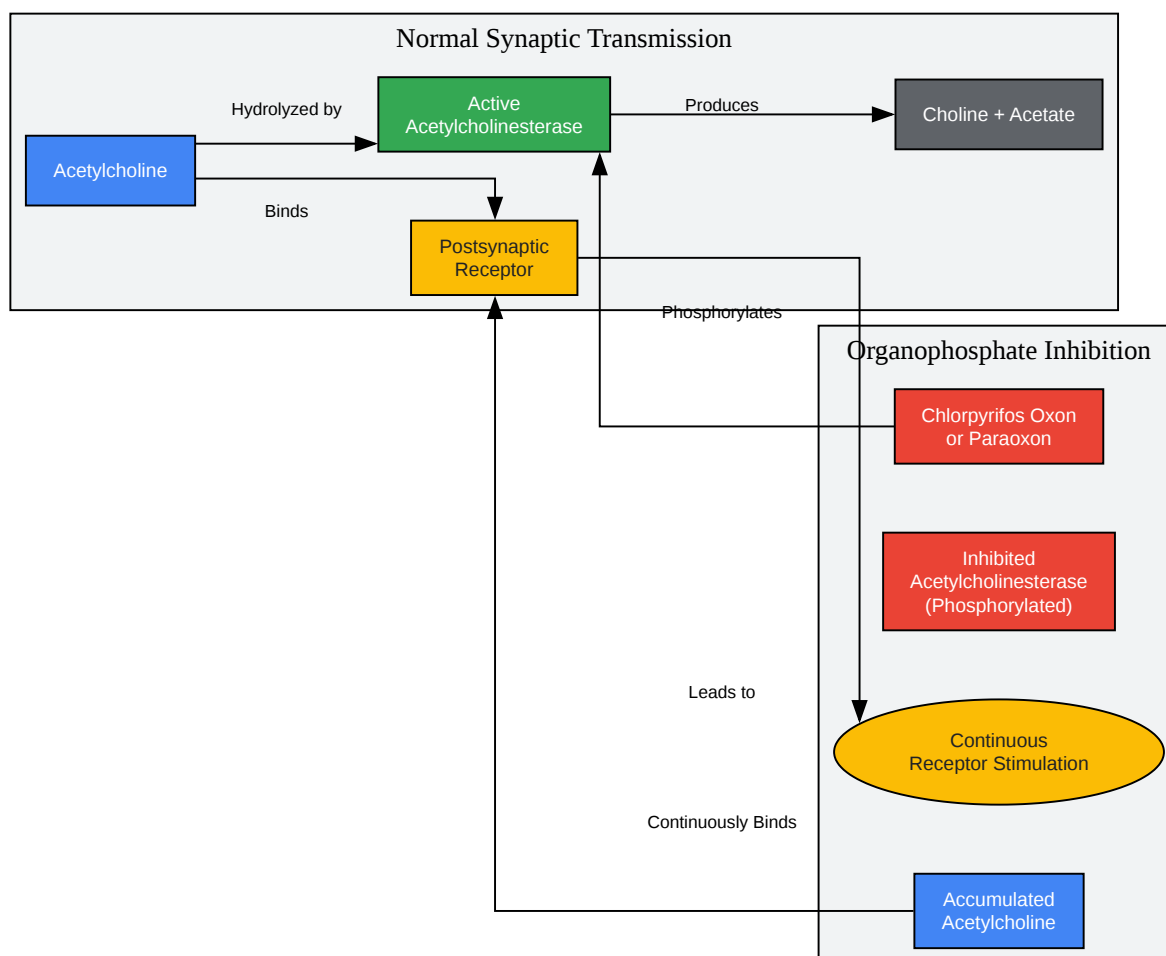 Normal Synaptic Transmission
Hydrolyzed by
Active
Acetylcholinesterase
Produces
Choline + Acetate
Acetylcholine
Binds
Postsynaptic
Receptor
Phosphorylates
Organophosphate Inhibition
Chlorpyrifos Oxon
or Paraoxon
Inhibited
Acetylcholinesterase
(Phosphorylated)
Leads to
Continuous
Receptor Stimulation
Continuously Binds
Accumulated
Acetylcholine